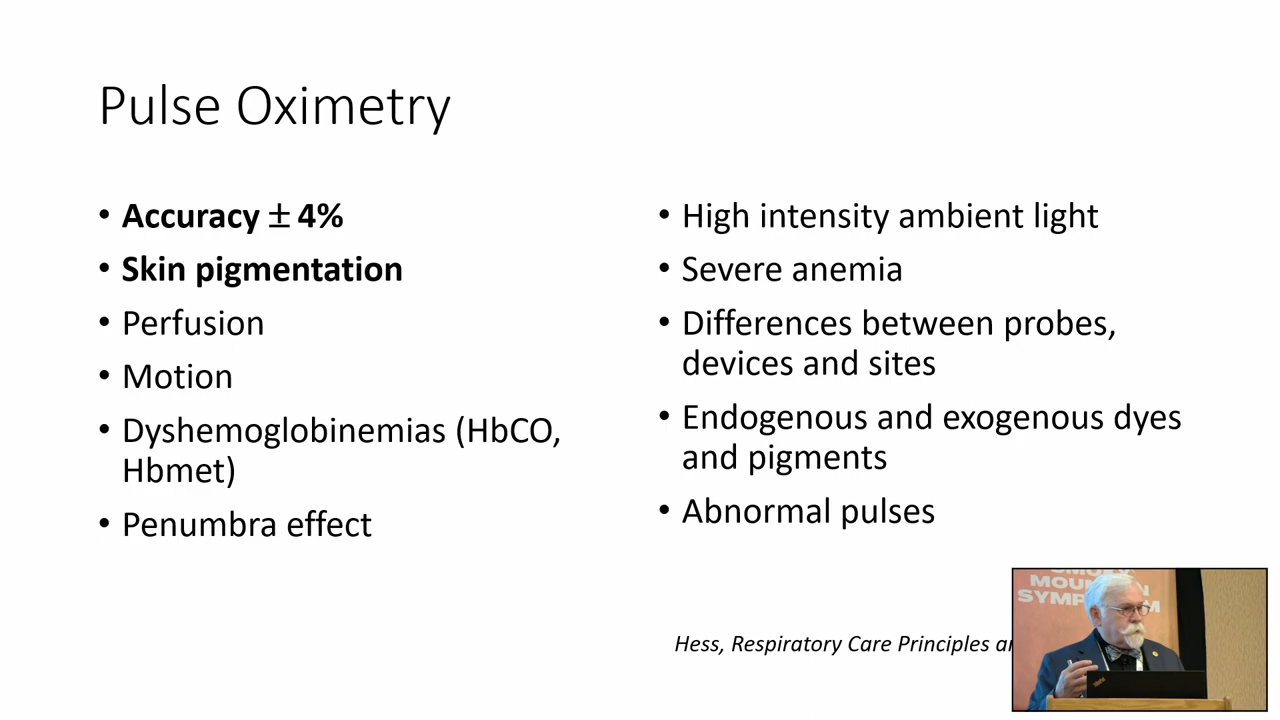 Pulse Oximetry
• Accuracy ± 4%
• Skin pigmentation
• Perfusion
• Motion
• Dyshemoglobinemias (HbCO,
Hbmet)
• Penumbra effect
• High intensity ambient light
• Severe anemia
• Differences between probes,
devices and sites
• Endogenous and exogenous dyes
and pigments
• Abnormal pulses
Hess, Respiratory Care Principles